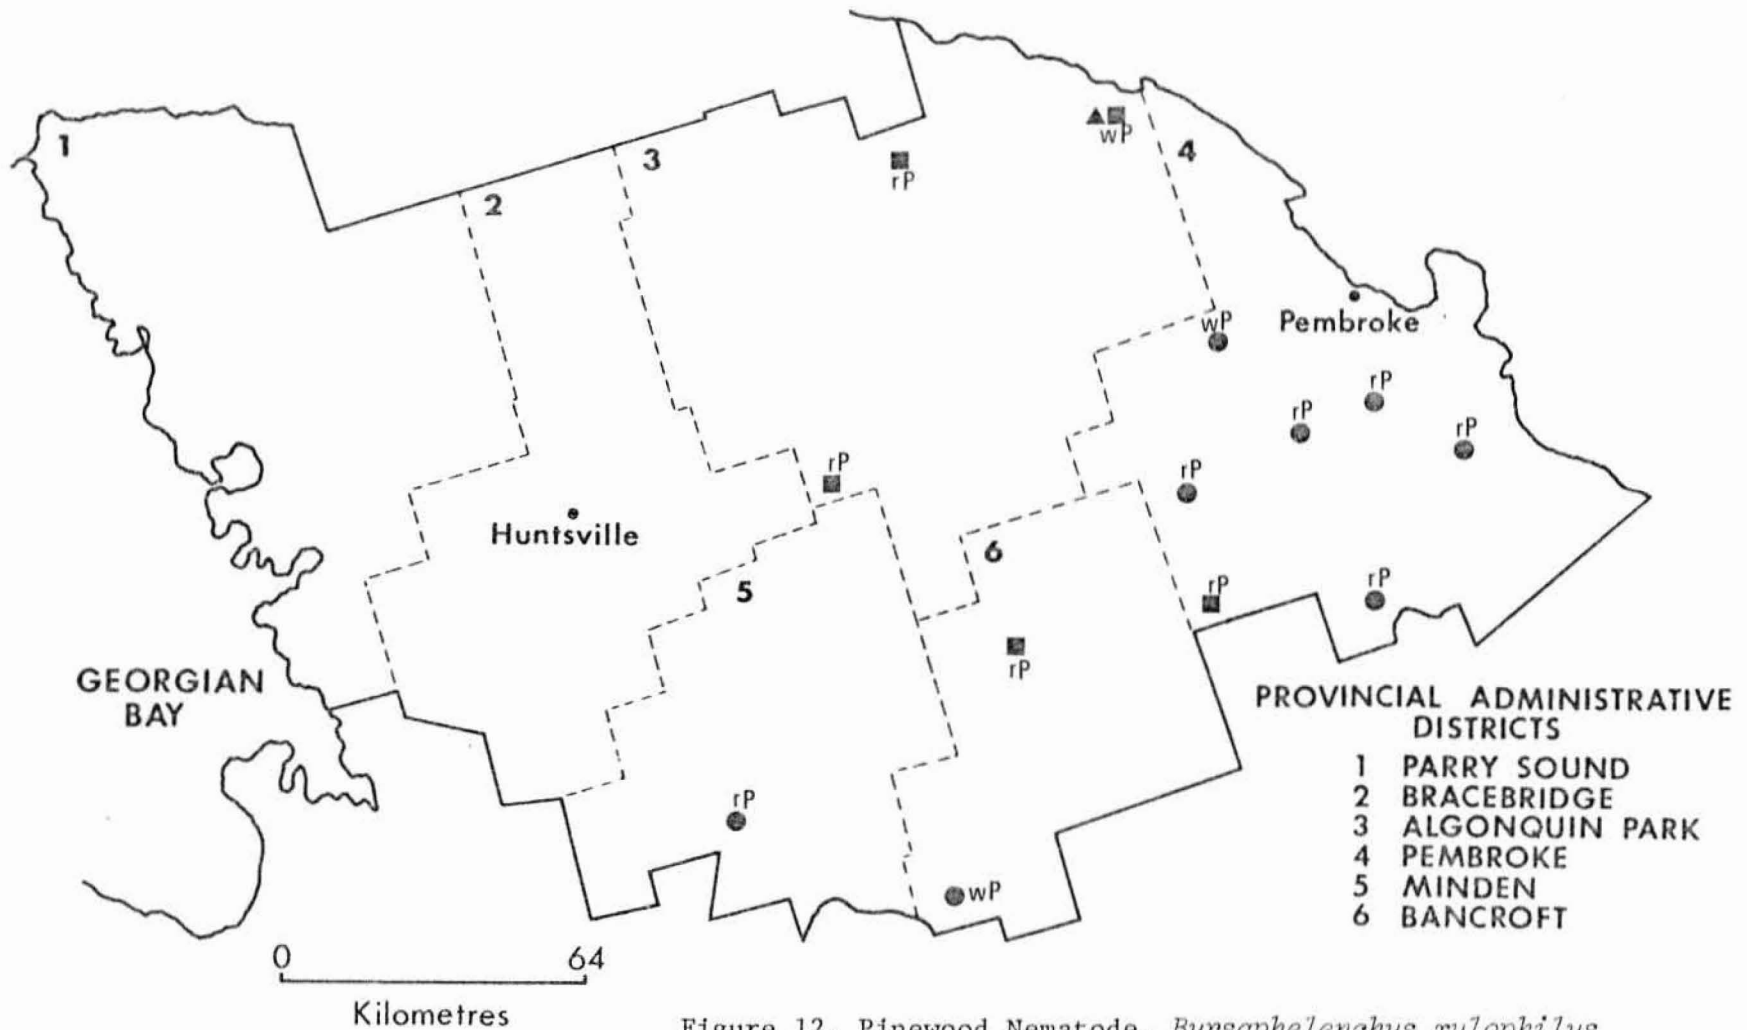 1
3
4
2
wP
rP
Pembroke
wP
rP
rP
rP
rP
rP
Huntsville
6
5
rP
rP
rP
GEORGIAN
BAY
PROVINCIAL ADMINISTRATIVE
DISTRICTS
1 PARRY SOUND
2 BRACEBRIDGE
3 ALGONQUIN PARK
4 PEMBROKE
5 MINDEN
6 BANCROFT
rP
wP
0 64
Kilometres
Figure 12. Pinewood Nematode, Bursaphelenchus xylophilus